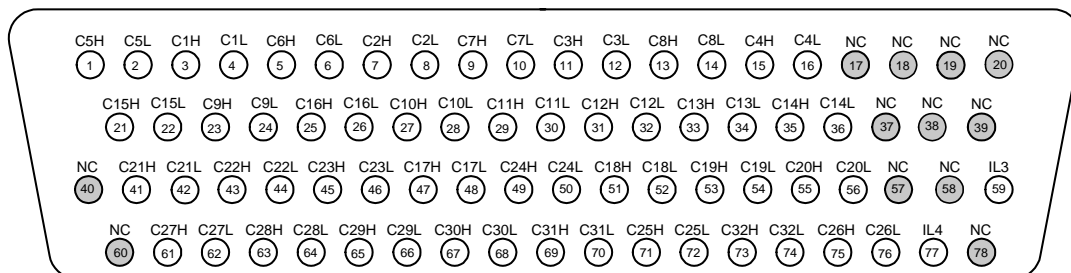 C5H C5L C1H C1L C6H C6L C2H C2L C7H C7L C3H C3L C8H C8L C4H C4L NC NC NC NC
1 2 3 4 5 6 7 8 9 10 11 12 13 14 15 16 17 18 19 20
C15H C15L C9H C9L C16H C16L C10H C10L C11H C11L C12H C12L C13H C13L C14H C14L NC NC NC
21 22 23 24 25 26 27 28 29 30 31 32 33 34 35 36 37 38 39
NC C21H C21L C22H C22L C23H C23L C17H C17L C24H C24L C18H C18L C19H C19L C20H C20L NC NC IL3
40 41 42 43 44 45 46 47 48 49 50 51 52 53 54 55 56 57 58 59
NC C27H C27L C28H C28L C29H C29L C30H C30L C31H C31L C25H C25L C32H C32L C26H C26L IL4 NC
60 61 62 63 64 65 66 67 68 69 70 71 72 73 74 75 76 77 78